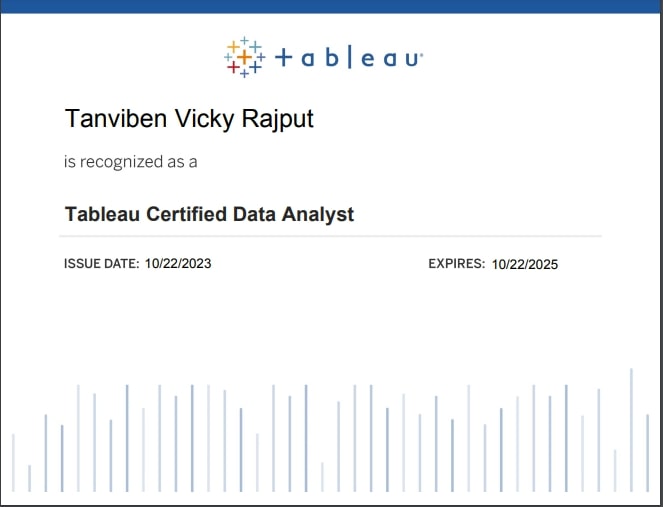 +ableau
Tanviben Vicky Rajput
is recognized as a
Tableau Certified Data Analyst
ISSUE DATE: 10/22/2023 EXPIRES: 10/22/2025